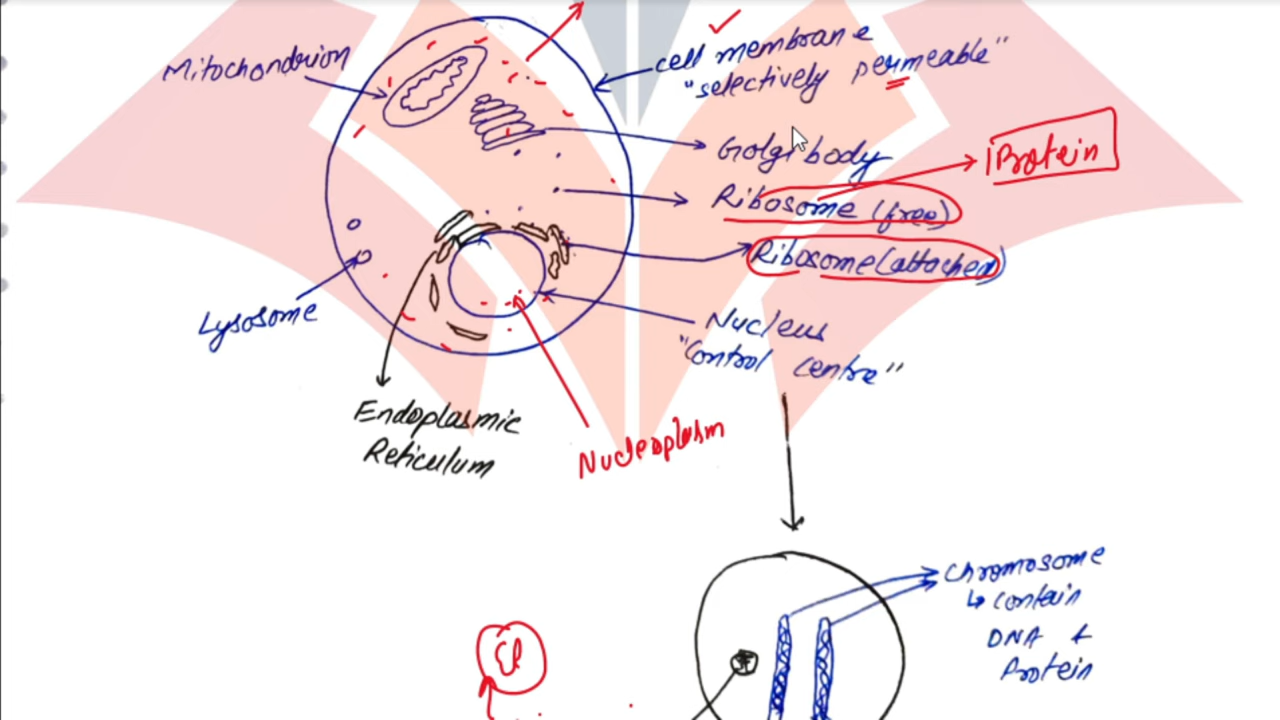 Mitochondrion
cell membrane
"selectively permeable"
Golgi body
Protein
Ribosome (free)
Ribosome (attached)
Lysosome
Nucleus
"Control centre"
Endoplasmic
Reticulum
Nucleoplasm
Chromosome
↳ contain
DNA &
Protein